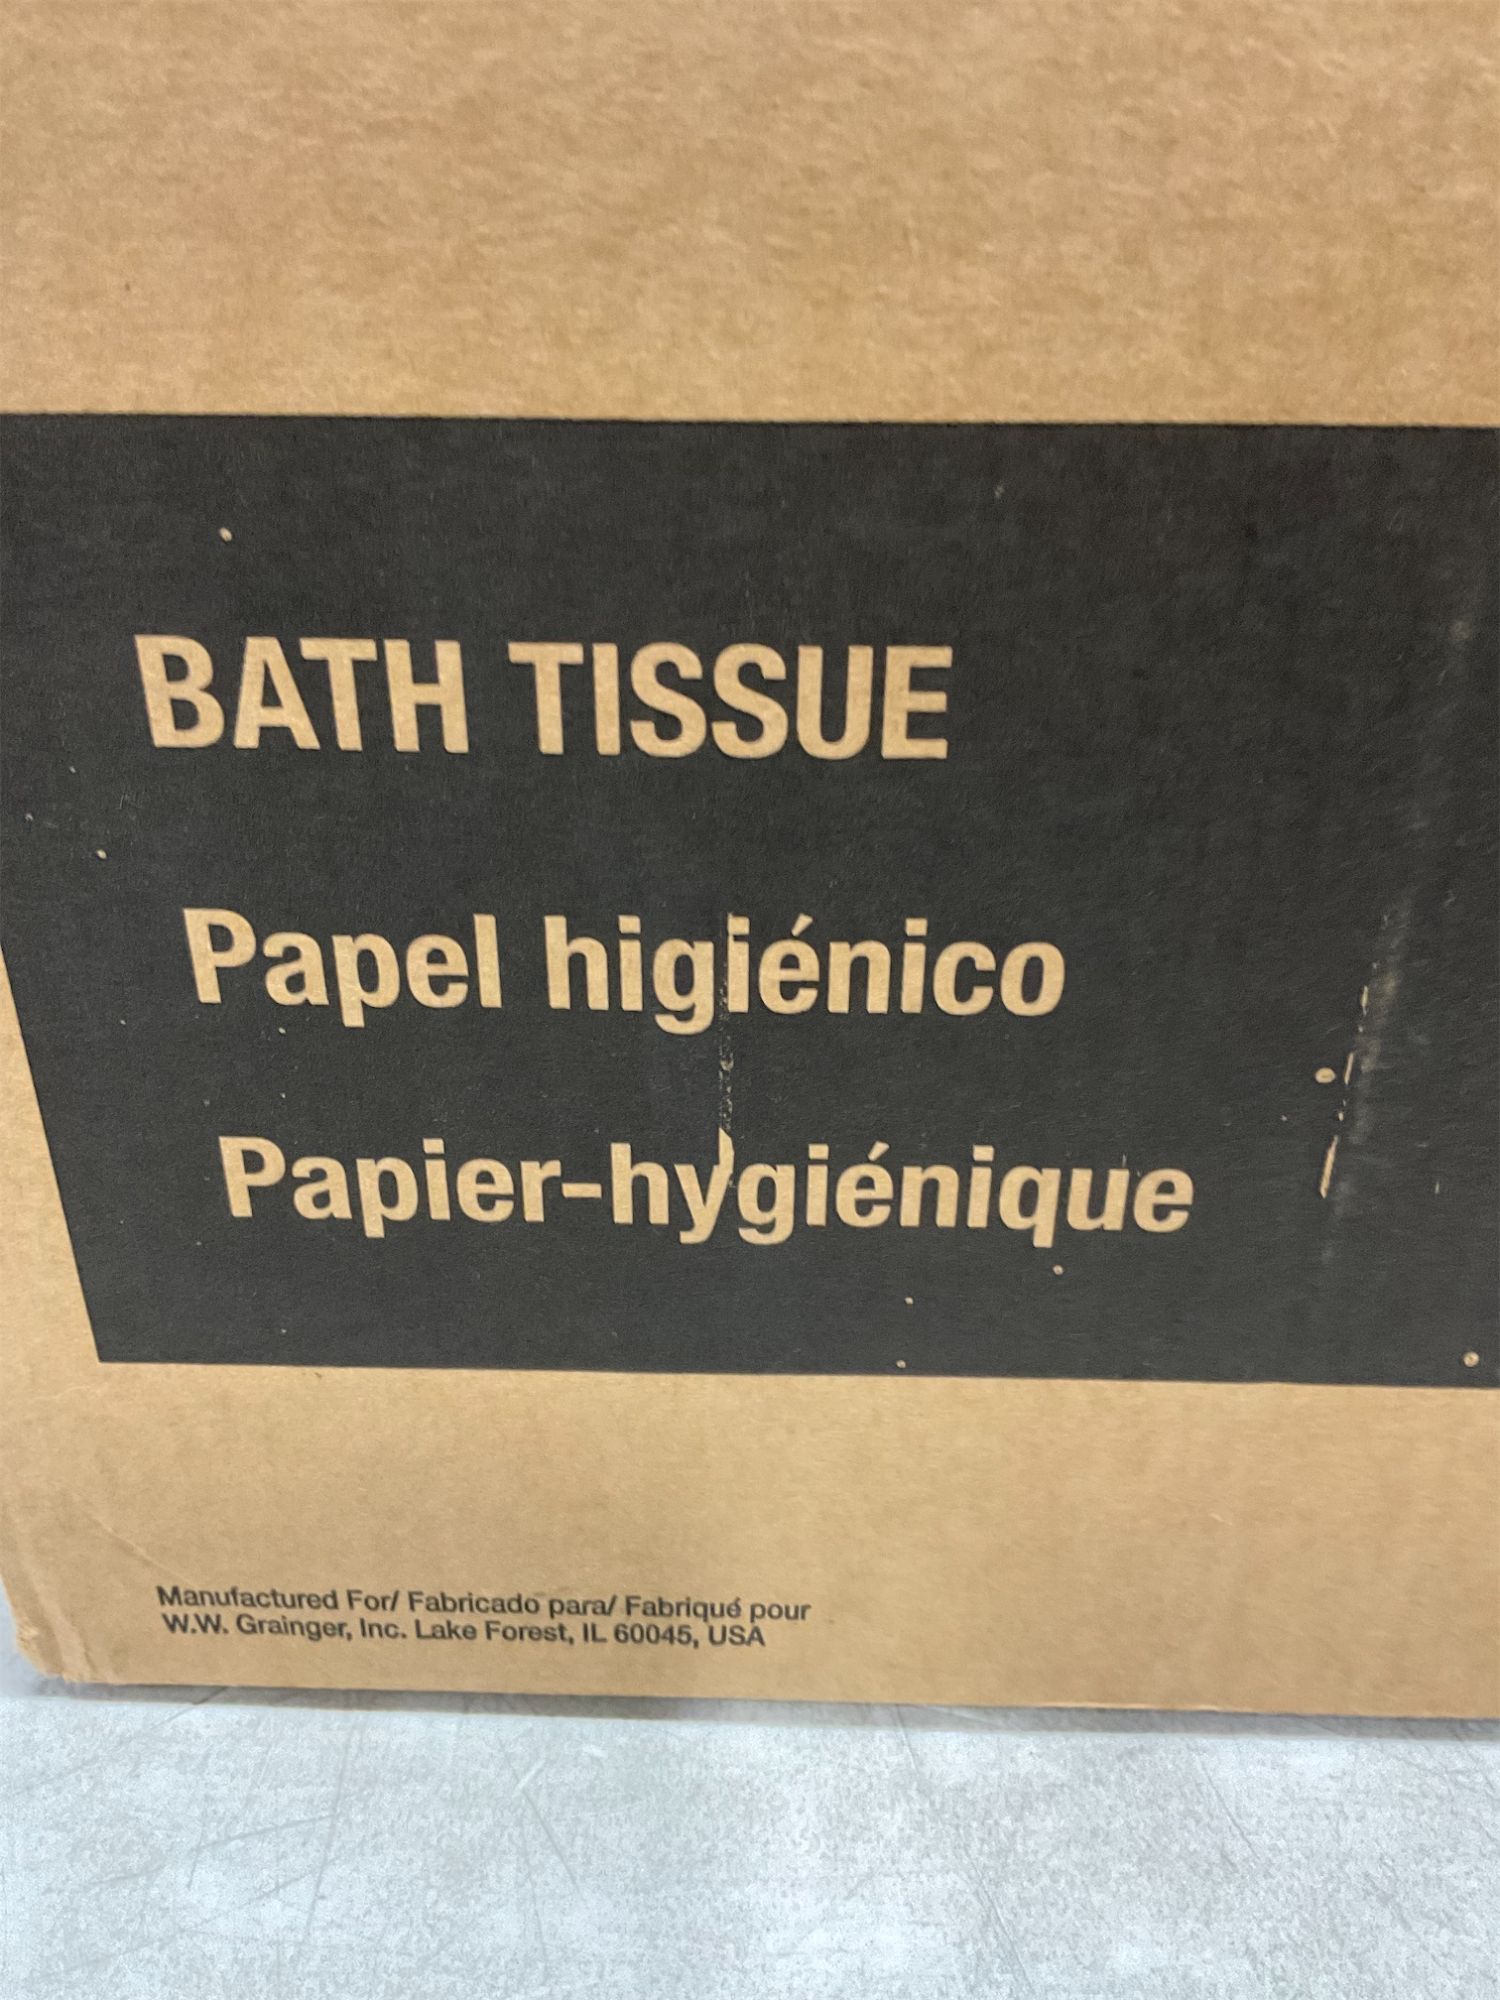 BATH TISSUE
Papel higiénico
Papier-hygiénique
Manufactured For/ Fabricado para/ Fabriqué pour
W.W. Grainger, Inc. Lake Forest, IL 60045, USA